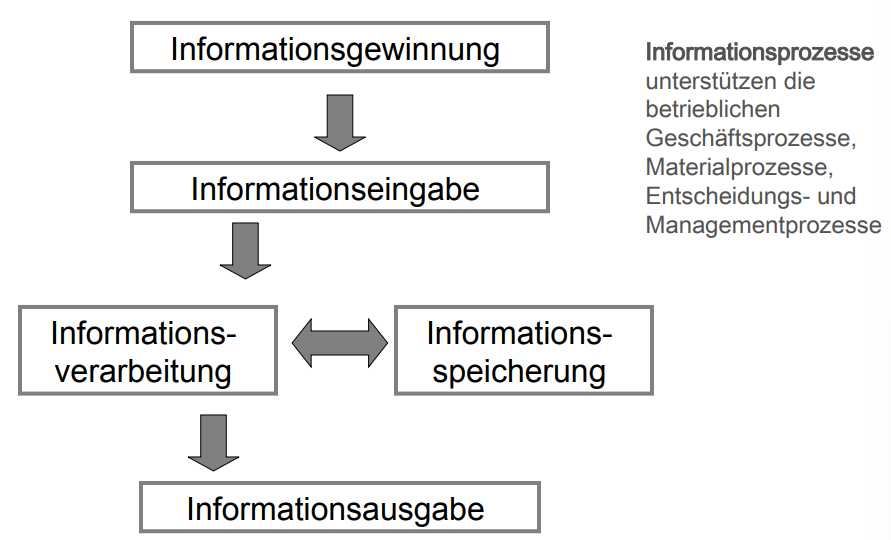 Informationsgewinnung
Informationsprozesse
unterstützen die
betrieblichen
Geschäftsprozesse,
Materialprozesse,
Entscheidungs- und
Managementprozesse
Informationseingabe
Informations-
verarbeitung
Informations-
speicherung
Informationsausgabe